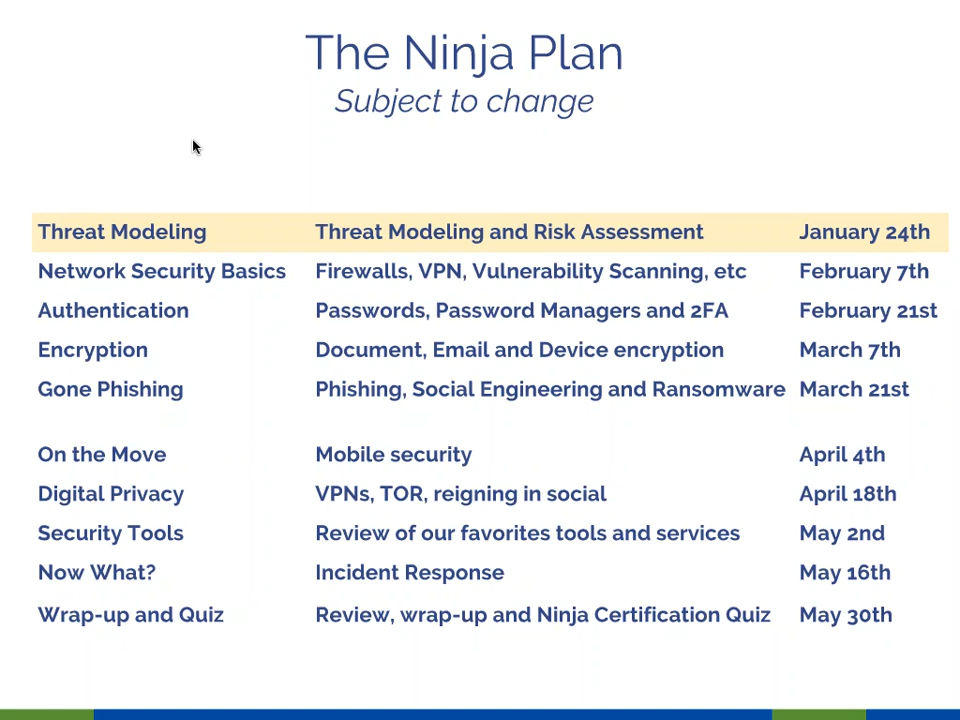 The Ninja Plan
Subject to change
Threat Modeling Threat Modeling and Risk Assessment January 24th
Network Security Basics Firewalls, VPN, Vulnerability Scanning, etc February 7th
Authentication Passwords, Password Managers and 2FA February 21st
Encryption Document, Email and Device encryption March 7th
Gone Phishing Phishing, Social Engineering and Ransomware March 21st
On the Move Mobile security April 4th
Digital Privacy VPNs, TOR, reigning in social April 18th
Security Tools Review of our favorites tools and services May 2nd
Now What? Incident Response May 16th
Wrap-up and Quiz Review, wrap-up and Ninja Certification Quiz May 30th